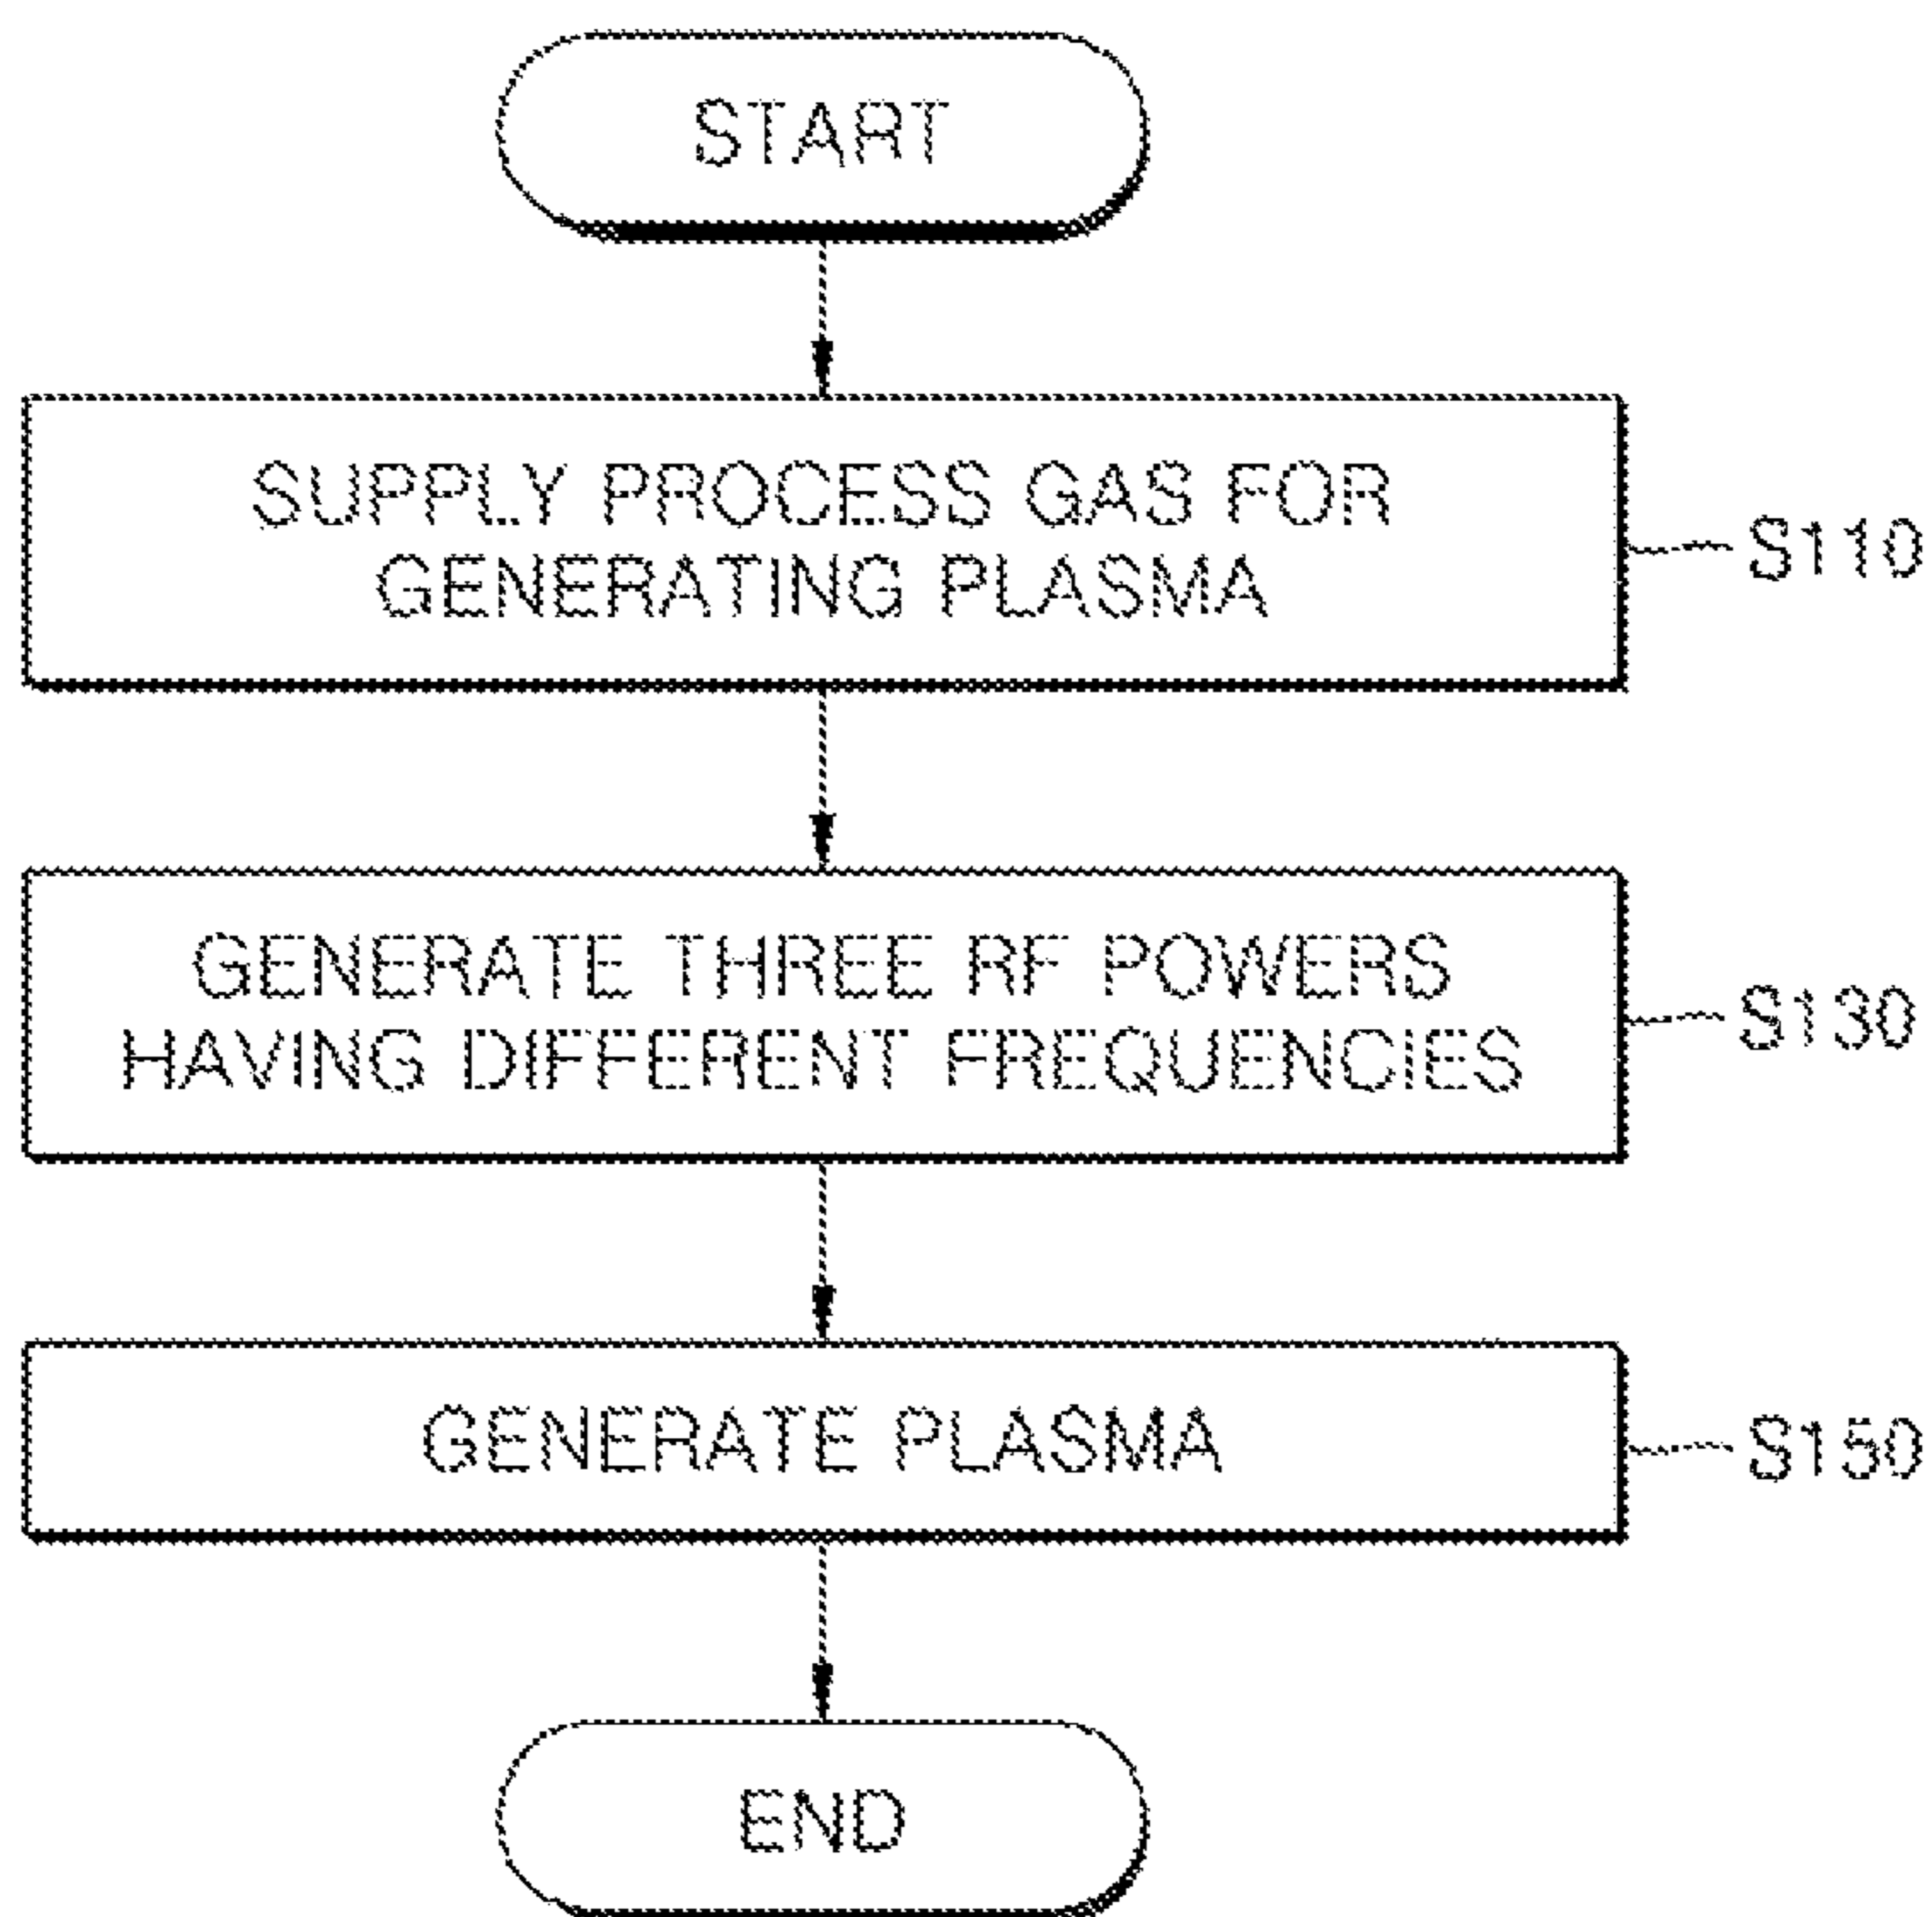 START
SUPPLY PROCESS GAS FOR
GENERATING PLASMA
S110
GENERATE THREE RF POWERS
HAVING DIFFERENT FREQUENCIES
S130
GENERATE PLASMA
S150
END